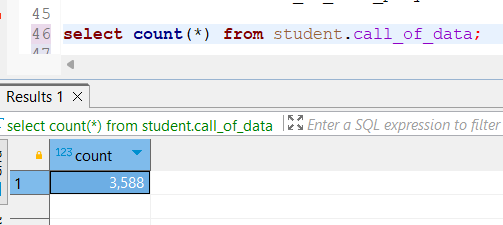 45
46 select count(*) from student.call_of_data;
47
Results 1
select count(*) from student.call_of_data Enter a SQL expression to filter
123 count
1 3,588